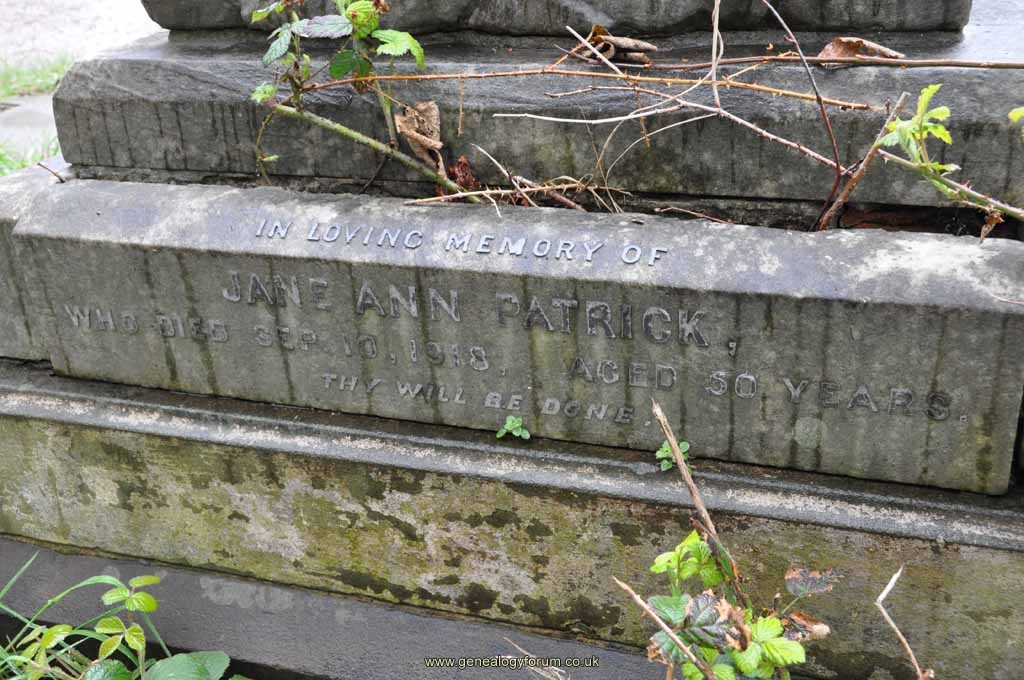 IN LOVING MEMORY OF
JANE ANN PATRICK,
WHO DIED SEP. 10, 1918, AGED 50 YEARS.
THY WILL BE DONE.
www.genealogyforum.co.uk